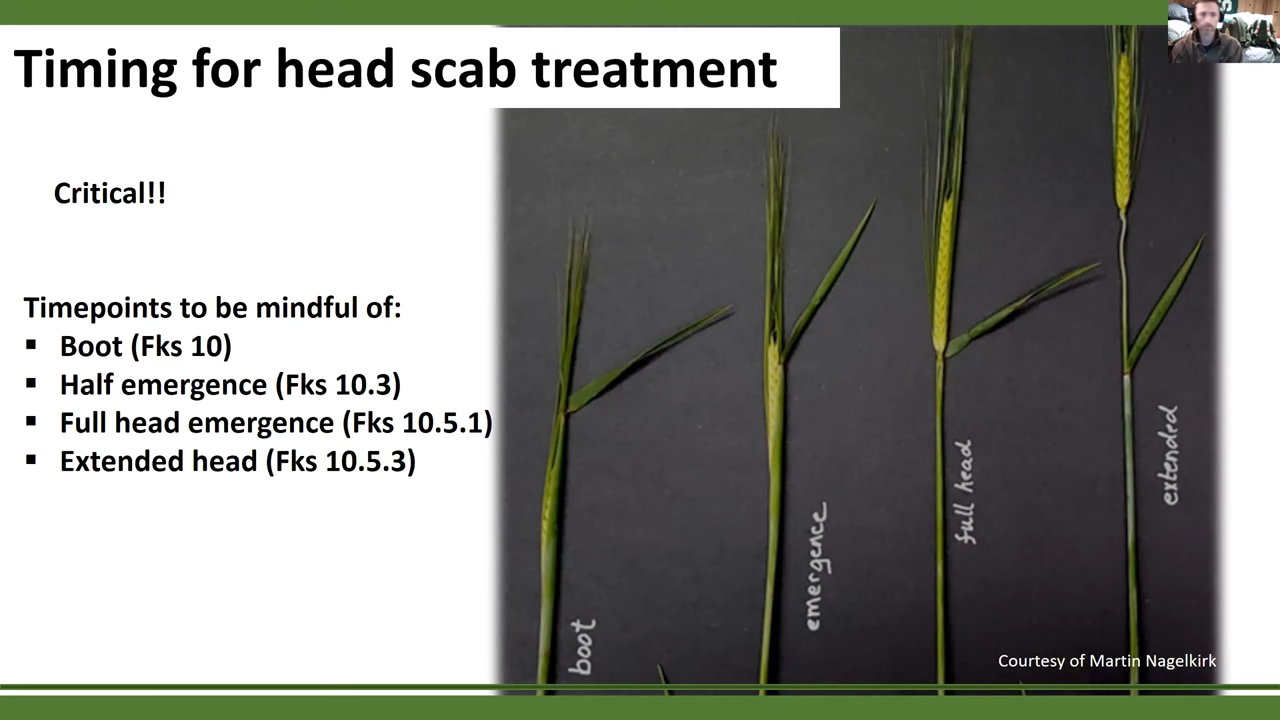 Timing for head scab treatment
Critical!!
Timepoints to be mindful of:
▪ Boot (Fks 10)
▪ Half emergence (Fks 10.3)
▪ Full head emergence (Fks 10.5.1)
▪ Extended head (Fks 10.5.3)
boot
emergence
full head
extended
Courtesy of Martin Nagelkirk